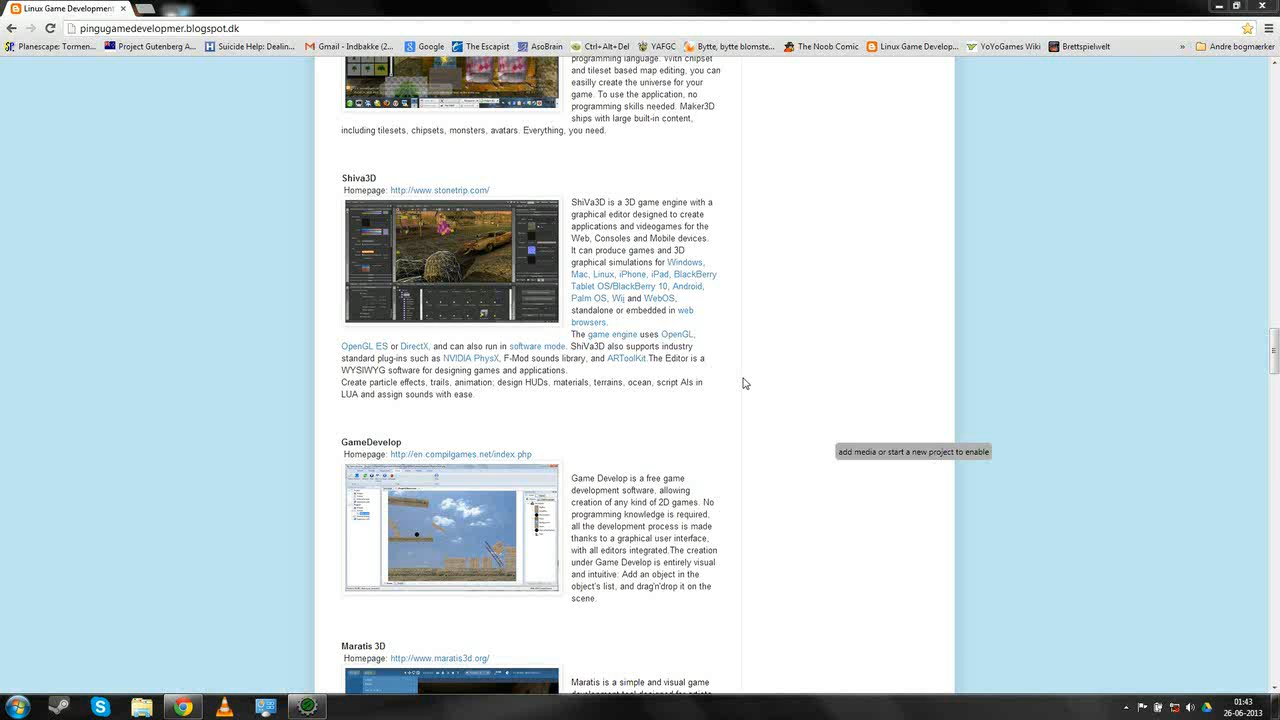 Linux Game Development
pingugamedevelopmer.blogspot.dk
Planescape: Tormen... Project Gutenberg A... Suicide Help: Dealin... Gmail - Indbakke (2... Google The Escapist AsoBrain Ctrl+Alt+Del YAFGC Bytte, bytte blomste... The Noob Comic Linux Game Develop... YoYoGames Wiki Brettspielwelt » Andre bogmærker
programming language. With chipset
and tileset based map editing, you can
easilly create the universe for your
game. To use the application, no
programming skills needed. Maker3D
ships with large built-in content,
including tilesets, chipsets, monsters, avatars. Everything, you need.
Shiva3D
Homepage: http://www.stonetrip.com/
ShiVa3D is a 3D game engine with a
graphical editor designed to create
applications and videogames for the
Web, Consoles and Mobile devices.
It can produce games and 3D
graphical simulations for Windows,
Mac, Linux, iPhone, iPad, BlackBerry
Tablet OS/BlackBerry 10, Android,
Palm OS, Wij and WebOS,
standalone or embedded in web
browsers.
The game engine uses OpenGL,
OpenGL ES or DirectX, and can also run in software mode. ShiVa3D also supports industry
standard plug-ins such as NVIDIA PhysX, F-Mod sounds library, and ARToolKit.The Editor is a
WYSIWYG software for designing games and applications.
Create particle effects, trails, animation, design HUDs, materials, terrains, ocean, script AIs in
LUA and assign sounds with ease.
add media or start a new project to enable
GameDevelop
Homepage: http://en.compilgames.net/index.php
Game Develop is a free game
development software, allowing
creation of any kind of 2D games. No
programming knowledge is required,
all the development process is made
thanks to a graphical user interface,
with all editors integrated.The creation
under Game Develop is entirely visual
and intuitive: Add an object in the
object's list, and drag'n'drop it on the
scene.
Maratis 3D
Homepage: http://www.maratis3d.org/
Maratis is a simple and visual game
01:43
26-06-2013